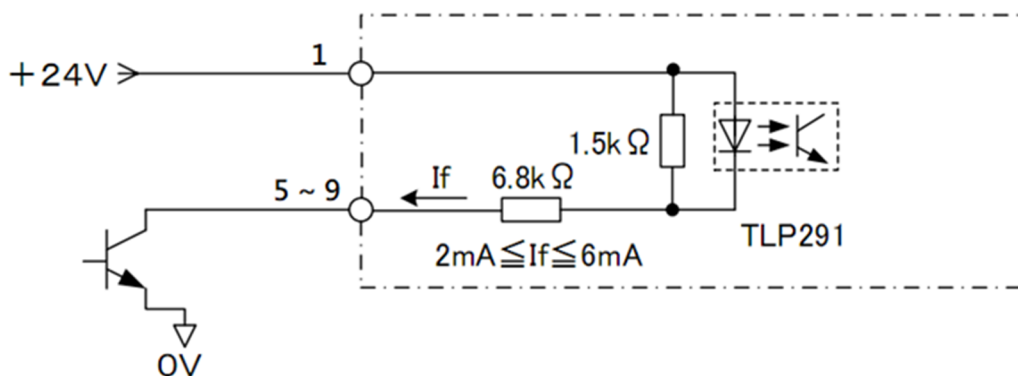 +24V
1
1.5kΩ
5 ~ 9
If
6.8kΩ
TLP291
2mA≦If≦6mA
0V